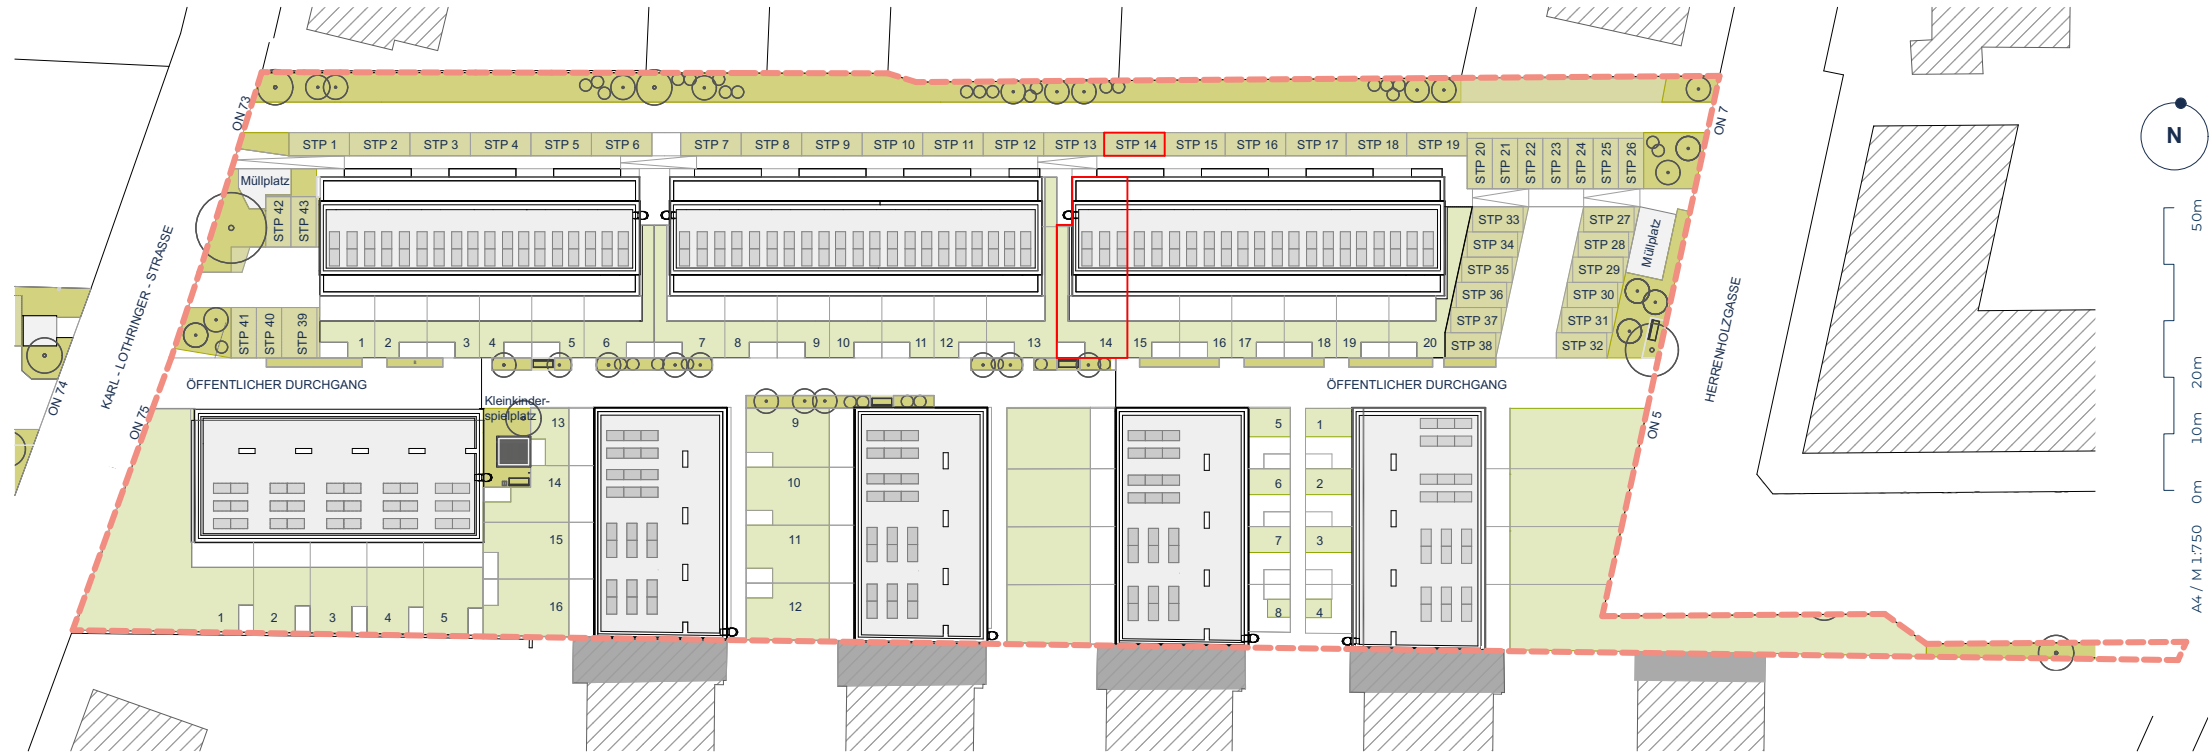 ON 73
ON 7
STP 1
STP 2
STP 3
STP 4
STP 5
STP 6
STP 7
STP 8
STP 9
STP 10
STP 11
STP 12
STP 13
STP 14
STP 15
STP 16
STP 17
STP 18
STP 19
STP 20
STP 21
STP 22
STP 23
STP 24
STP 25
STP 26
N
Müllplatz
STP 42
STP 43
STP 33
STP 27
STP 34
STP 28
STP 35
STP 29
STP 36
STP 30
STP 37
STP 31
STP 38
STP 32
Müllplatz
50m
20m
10m
0m
A4 / M 1:750
KARL - LOTHRINGER - STRASSE
HERRENHOLZGASSE
STP 41
STP 40
STP 39
1
2
3
4
5
6
7
8
9
10
11
12
13
14
15
16
17
18
19
20
ÖFFENTLICHER DURCHGANG
ÖFFENTLICHER DURCHGANG
ON 74
ON 75
ON 5
Kleinkinder-
spielplatz
13
14
15
16
9
10
11
12
5
6
7
8
1
2
3
4
1
2
3
4
5